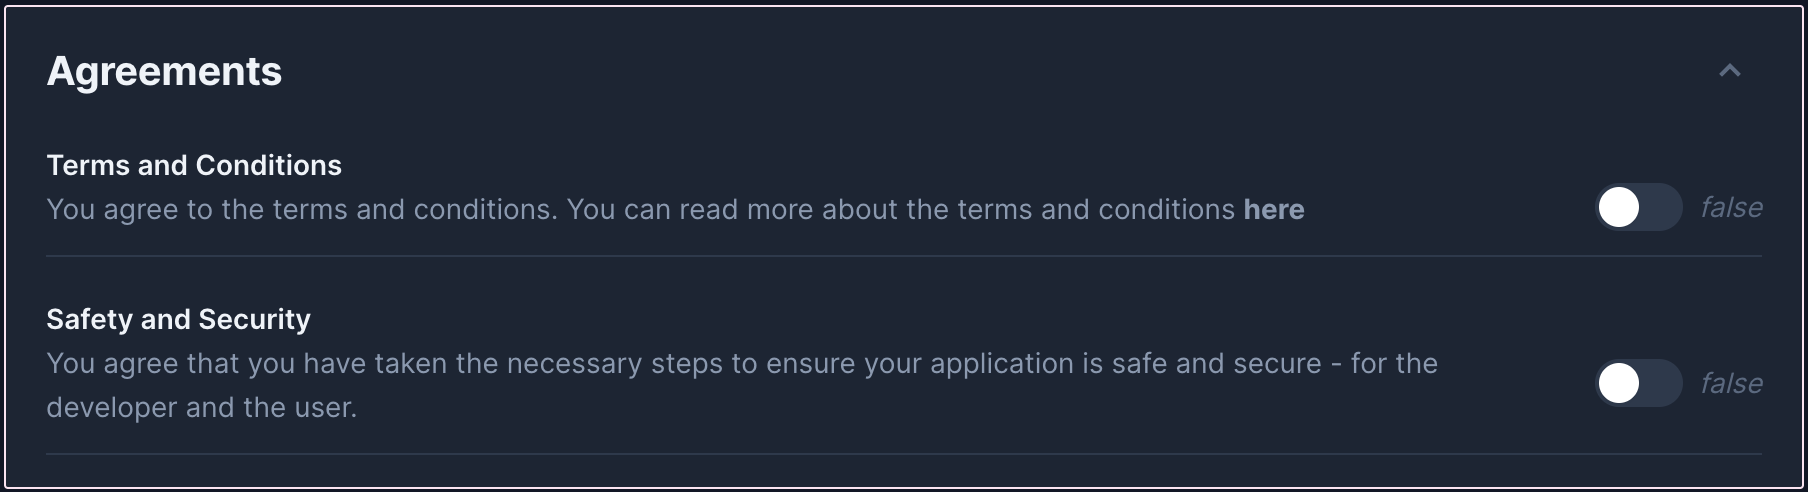 Agreements
Terms and Conditions
You agree to the terms and conditions. You can read more about the terms and conditions here
false
Safety and Security
You agree that you have taken the necessary steps to ensure your application is safe and secure - for the
developer and the user.
false